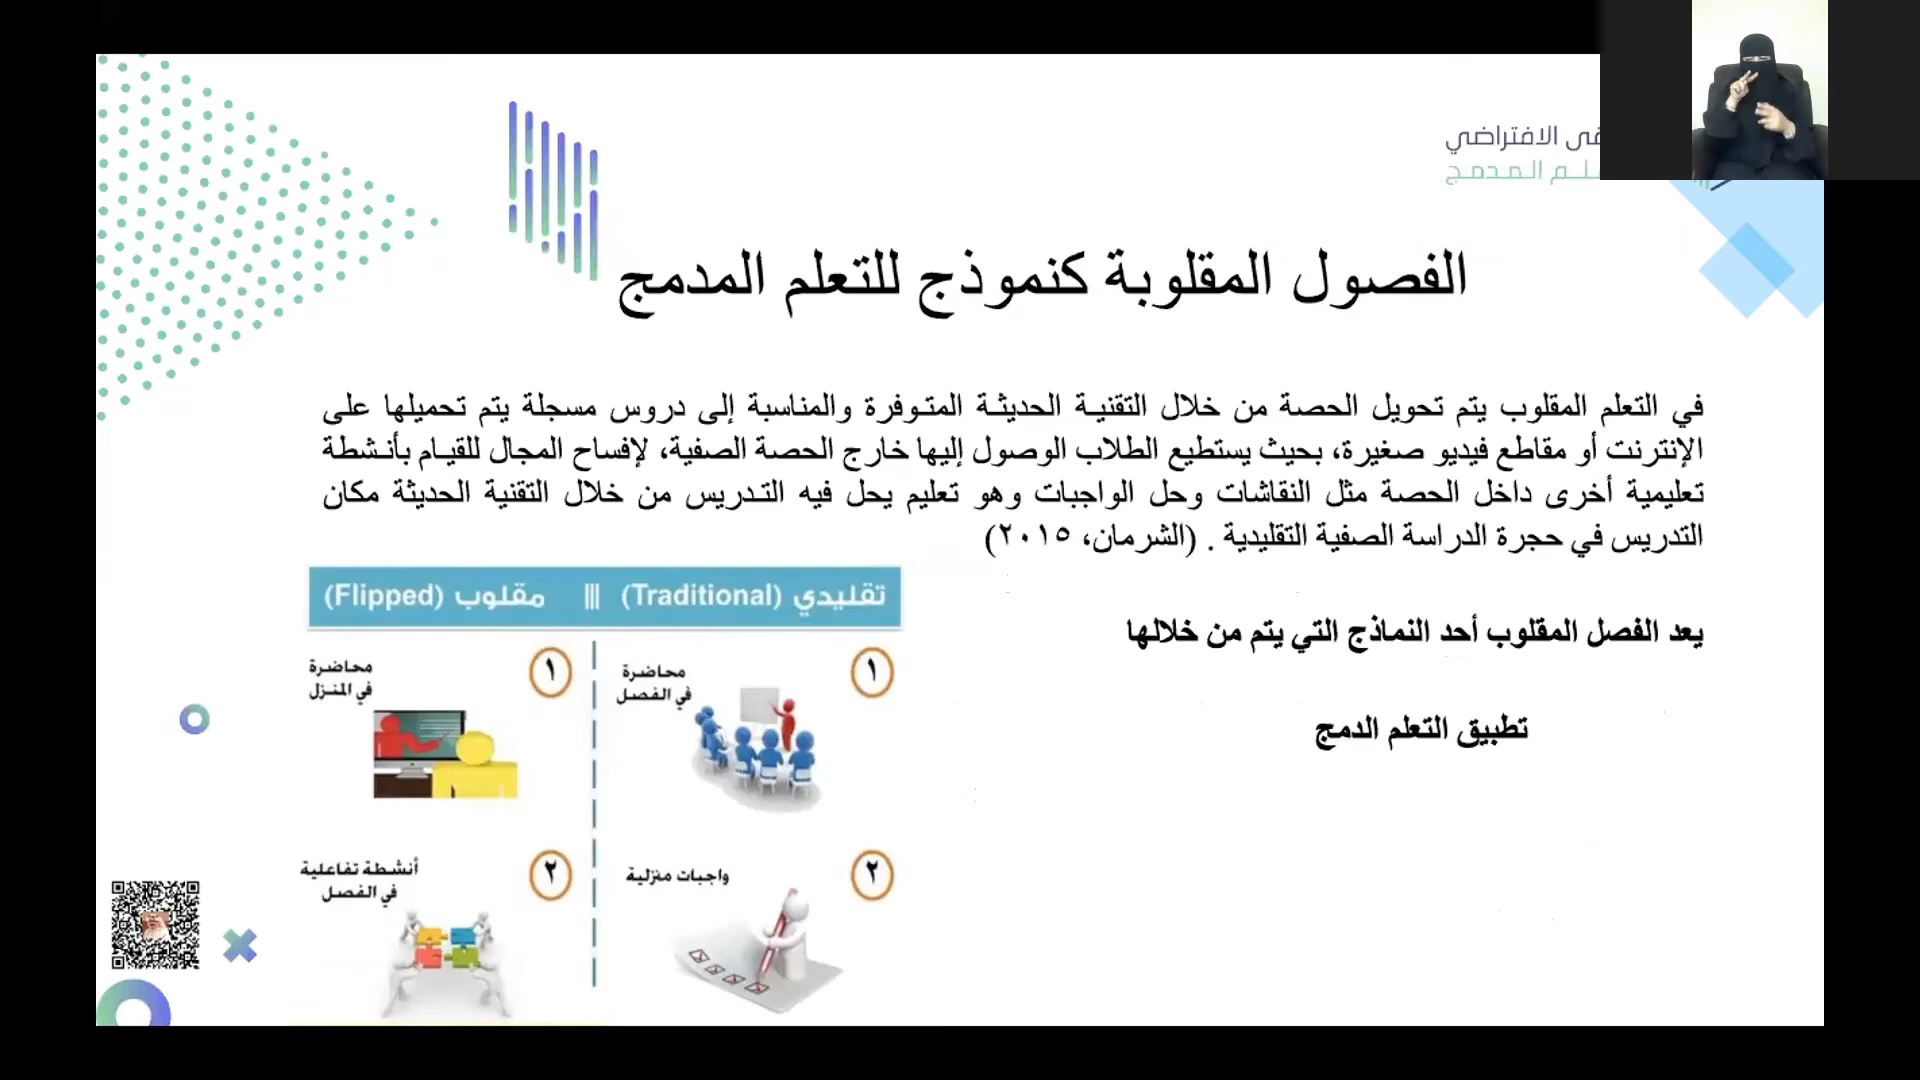 الافتراضي
المدمج
الفصول المقلوبة كنموذج للتعلم المدمج
في التعلم المقلوب يتم تحويل الحصة من خلال التقنية الحديثة المتوفرة والمناسبة إلى دروس مسجلة يتم تحميلها على
الإنترنت أو مقاطع فيديو صغيرة، بحيث يستطيع الطلاب الوصول إليها خارج الحصة الصفية، لإفساح المجال للقيام بأنشطة
تعليمية أخرى داخل الحصة مثل النقاشات وحل الواجبات وهو تعليم يحل فيه التدريس من خلال التقنية الحديثة مكان
التدريس في حجرة الدراسة الصفية التقليدية . (الشرمان، ٢٠١٥)
يعد الفصل المقلوب أحد النماذج التي يتم من خلالها
تطبيق التعلم الدمج
تقليدي (Traditional) ||| مقلوب (Flipped)
١
محاضرة
في الفصل
١
محاضرة
في المنزل
٢
واجبات منزلية
٢
أنشطة تفاعلية
في الفصل